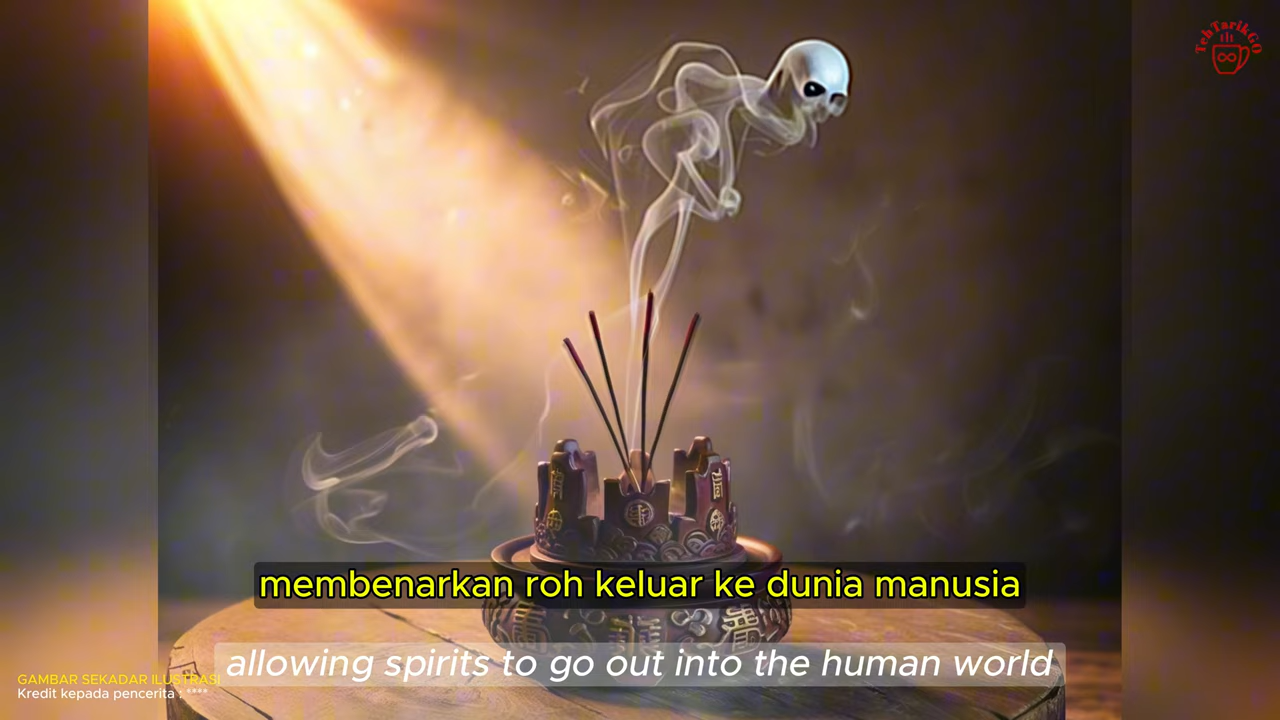 TehTarikGO
membenarkan roh keluar ke dunia manusia
allowing spirits to go out into the human world
GAMBAR SEKADAR ILUSTRASI
Kredit kepada pencerita : ****